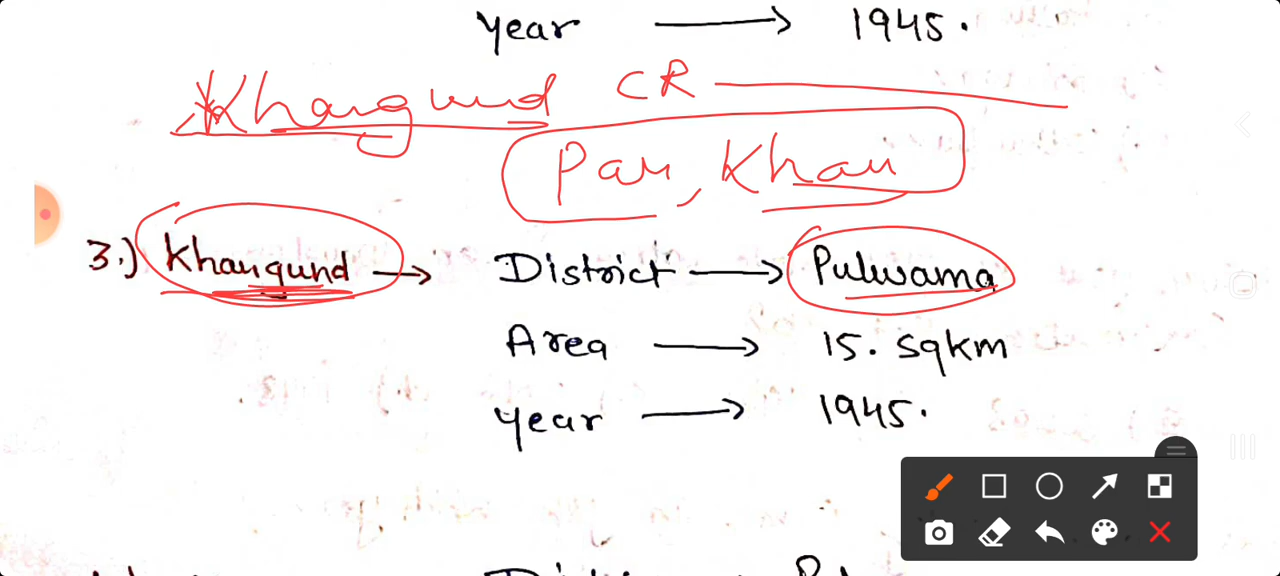 Year → 1945.
Khangund CR
Pan, Khan
3.) Khangund → District → Pulwama
Area → 15. Sqkm
Year → 1945.